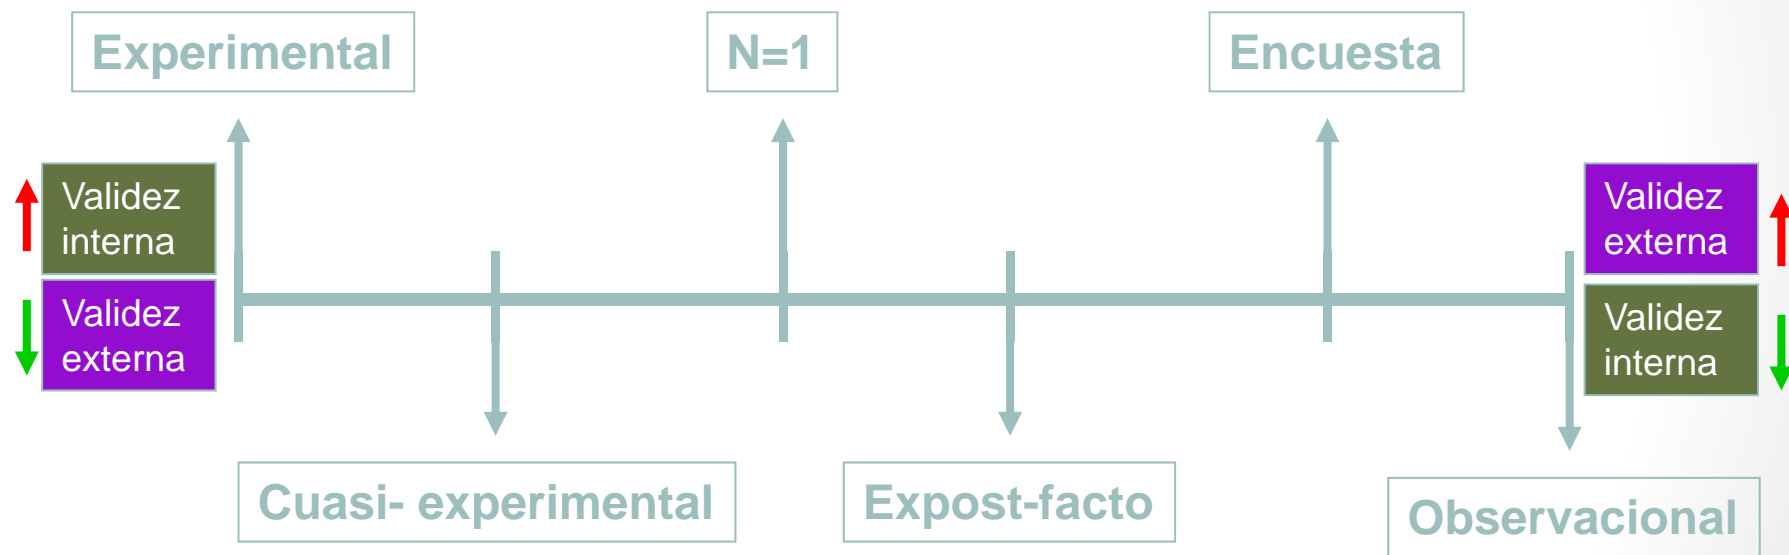 Experimental
N=1
Encuesta
Validez
interna
Validez
externa
Validez
externa
Validez
interna
Cuasi- experimental
Expost-facto
Observacional